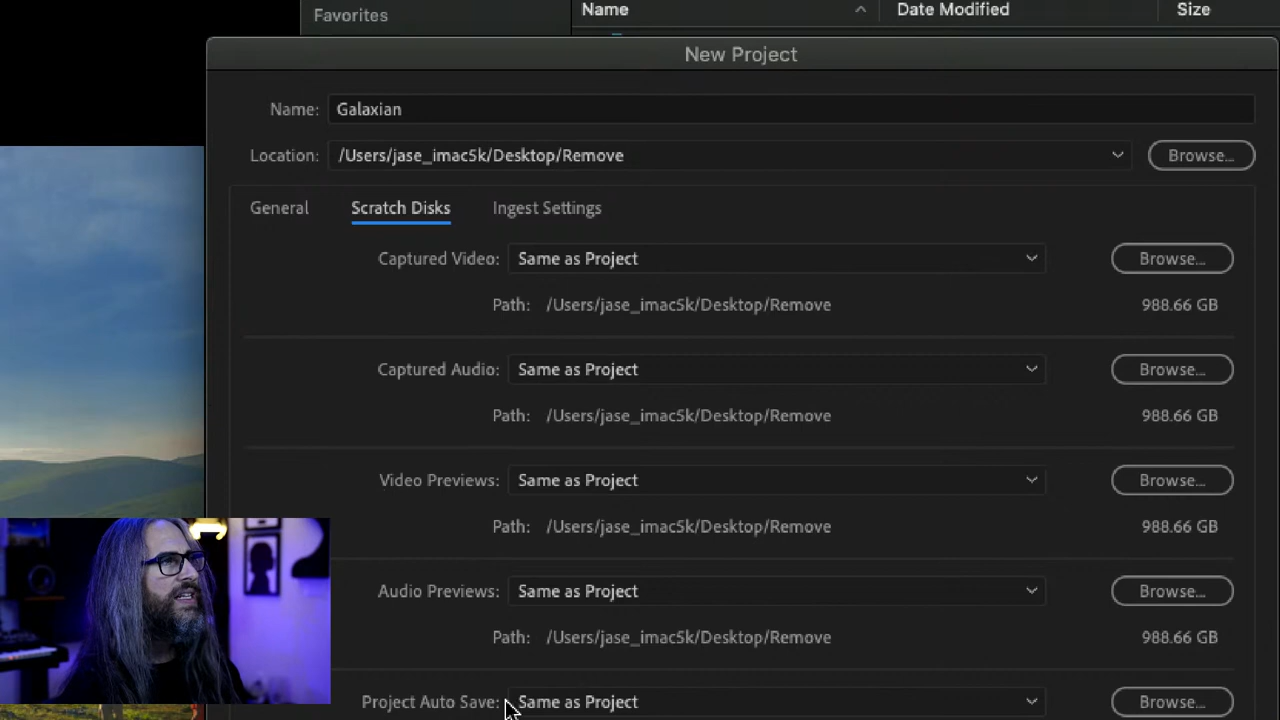 Favorites
Name
Date Modified
Size
New Project
Name: Galaxian
Location: /Users/jase_imac5k/Desktop/Remove Browse...
General Scratch Disks Ingest Settings
Captured Video: Same as Project Browse...
Path: /Users/jase_imac5k/Desktop/Remove 988.66 GB
Captured Audio: Same as Project Browse...
Path: /Users/jase_imac5k/Desktop/Remove 988.66 GB
Video Previews: Same as Project Browse...
Path: /Users/jase_imac5k/Desktop/Remove 988.66 GB
Audio Previews: Same as Project Browse...
Path: /Users/jase_imac5k/Desktop/Remove 988.66 GB
Project Auto Save: Same as Project Browse...